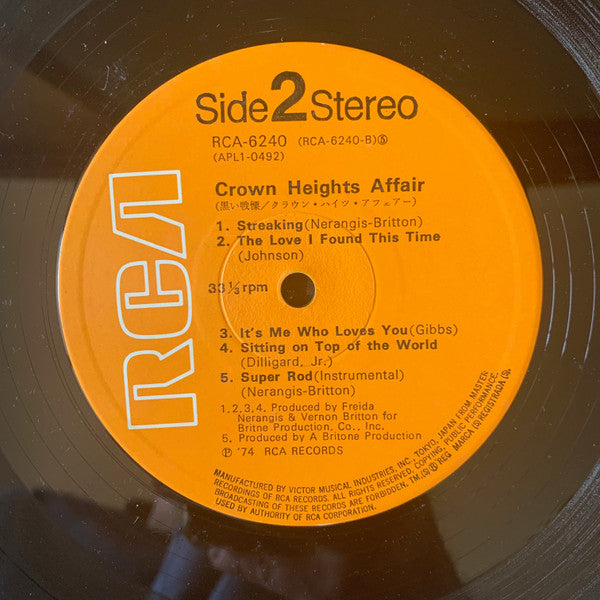 Side 2 Stereo
RCA-6240 (RCA-6240-B)Ⓢ
(APL1-0492)
Crown Heights Affair
(黒い戦慄/クラウン・ハイツ・アフェアー)
1. Streaking(Nerangis-Britton)
2. The Love I Found This Time
(Johnson)
33⅓rpm
3. It's Me Who Loves You(Gibbs)
4. Sitting on Top of the World
(Dilligard, Jr.)
5. Super Rod(Instrumental)
(Nerangis-Britton)
1,2,3,4. Produced by Freida
Nerangis & Vernon Britton for
Britne Production, Co., Inc.
5. Produced by A Britone Production
Ⓟ '74 RCA RECORDS
MANUFACTURED BY VICTOR MUSICAL INDUSTRIES, INC., TOKYO, JAPAN FROM MASTER
RECORDINGS OF RCA RECORDS. ALL RIGHTS RESERVED, COPYING, PUBLIC PERFORMANCE,
BROADCASTING OF THESE RECORDS ARE FORBIDDEN. TM.Ⓢ Ⓡ REG MARCA Ⓢ REGISTRADA
USED BY AUTHORITY OF RCA CORPORATION.
RCA